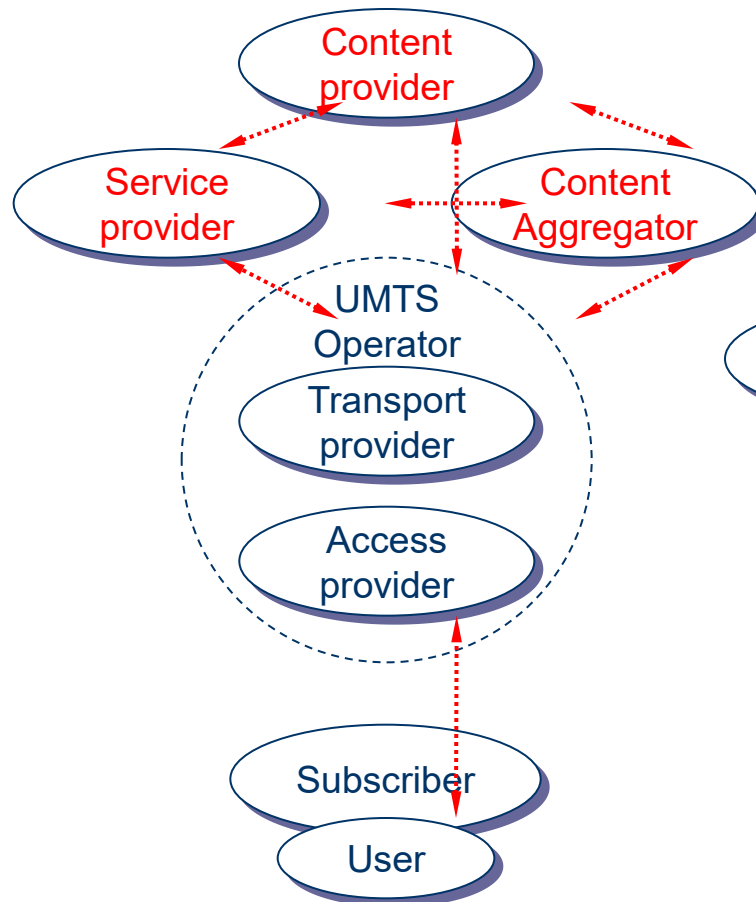 Content
provider
Service
provider
Content
Aggregator
UMTS
Operator
Transport
provider
Access
provider
Subscriber
User